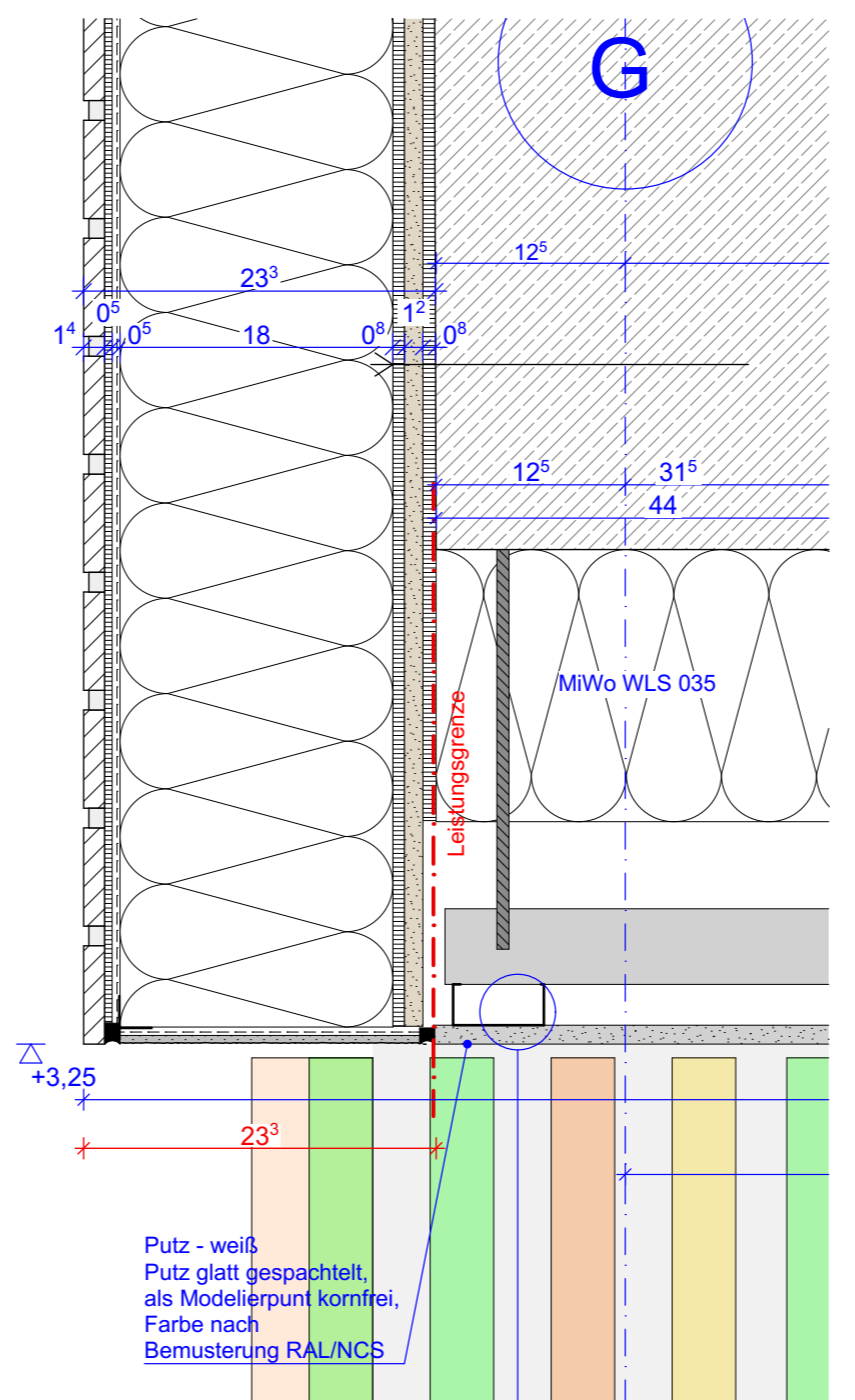 G
12⁵
23³
0⁵
1²
1⁴
0⁵
18
0⁸
0⁸
12⁵
31⁵
44
MiWo WLS 035
Leistungsgrenze
+3,25
23³
Putz - weiß
Putz glatt gespachtelt,
als Modelierpunt kornfrei,
Farbe nach
Bemusterung RAL/NCS